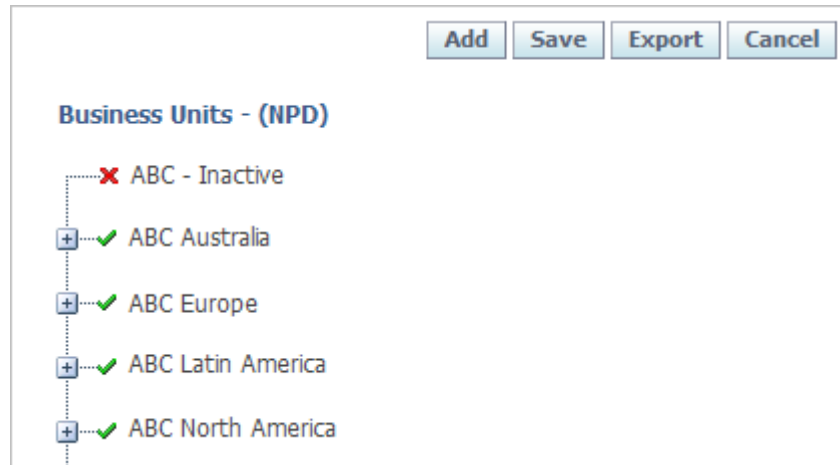 Add Save Export Cancel
Business Units - (NPD)
ABC - Inactive
ABC Australia
ABC Europe
ABC Latin America
ABC North America